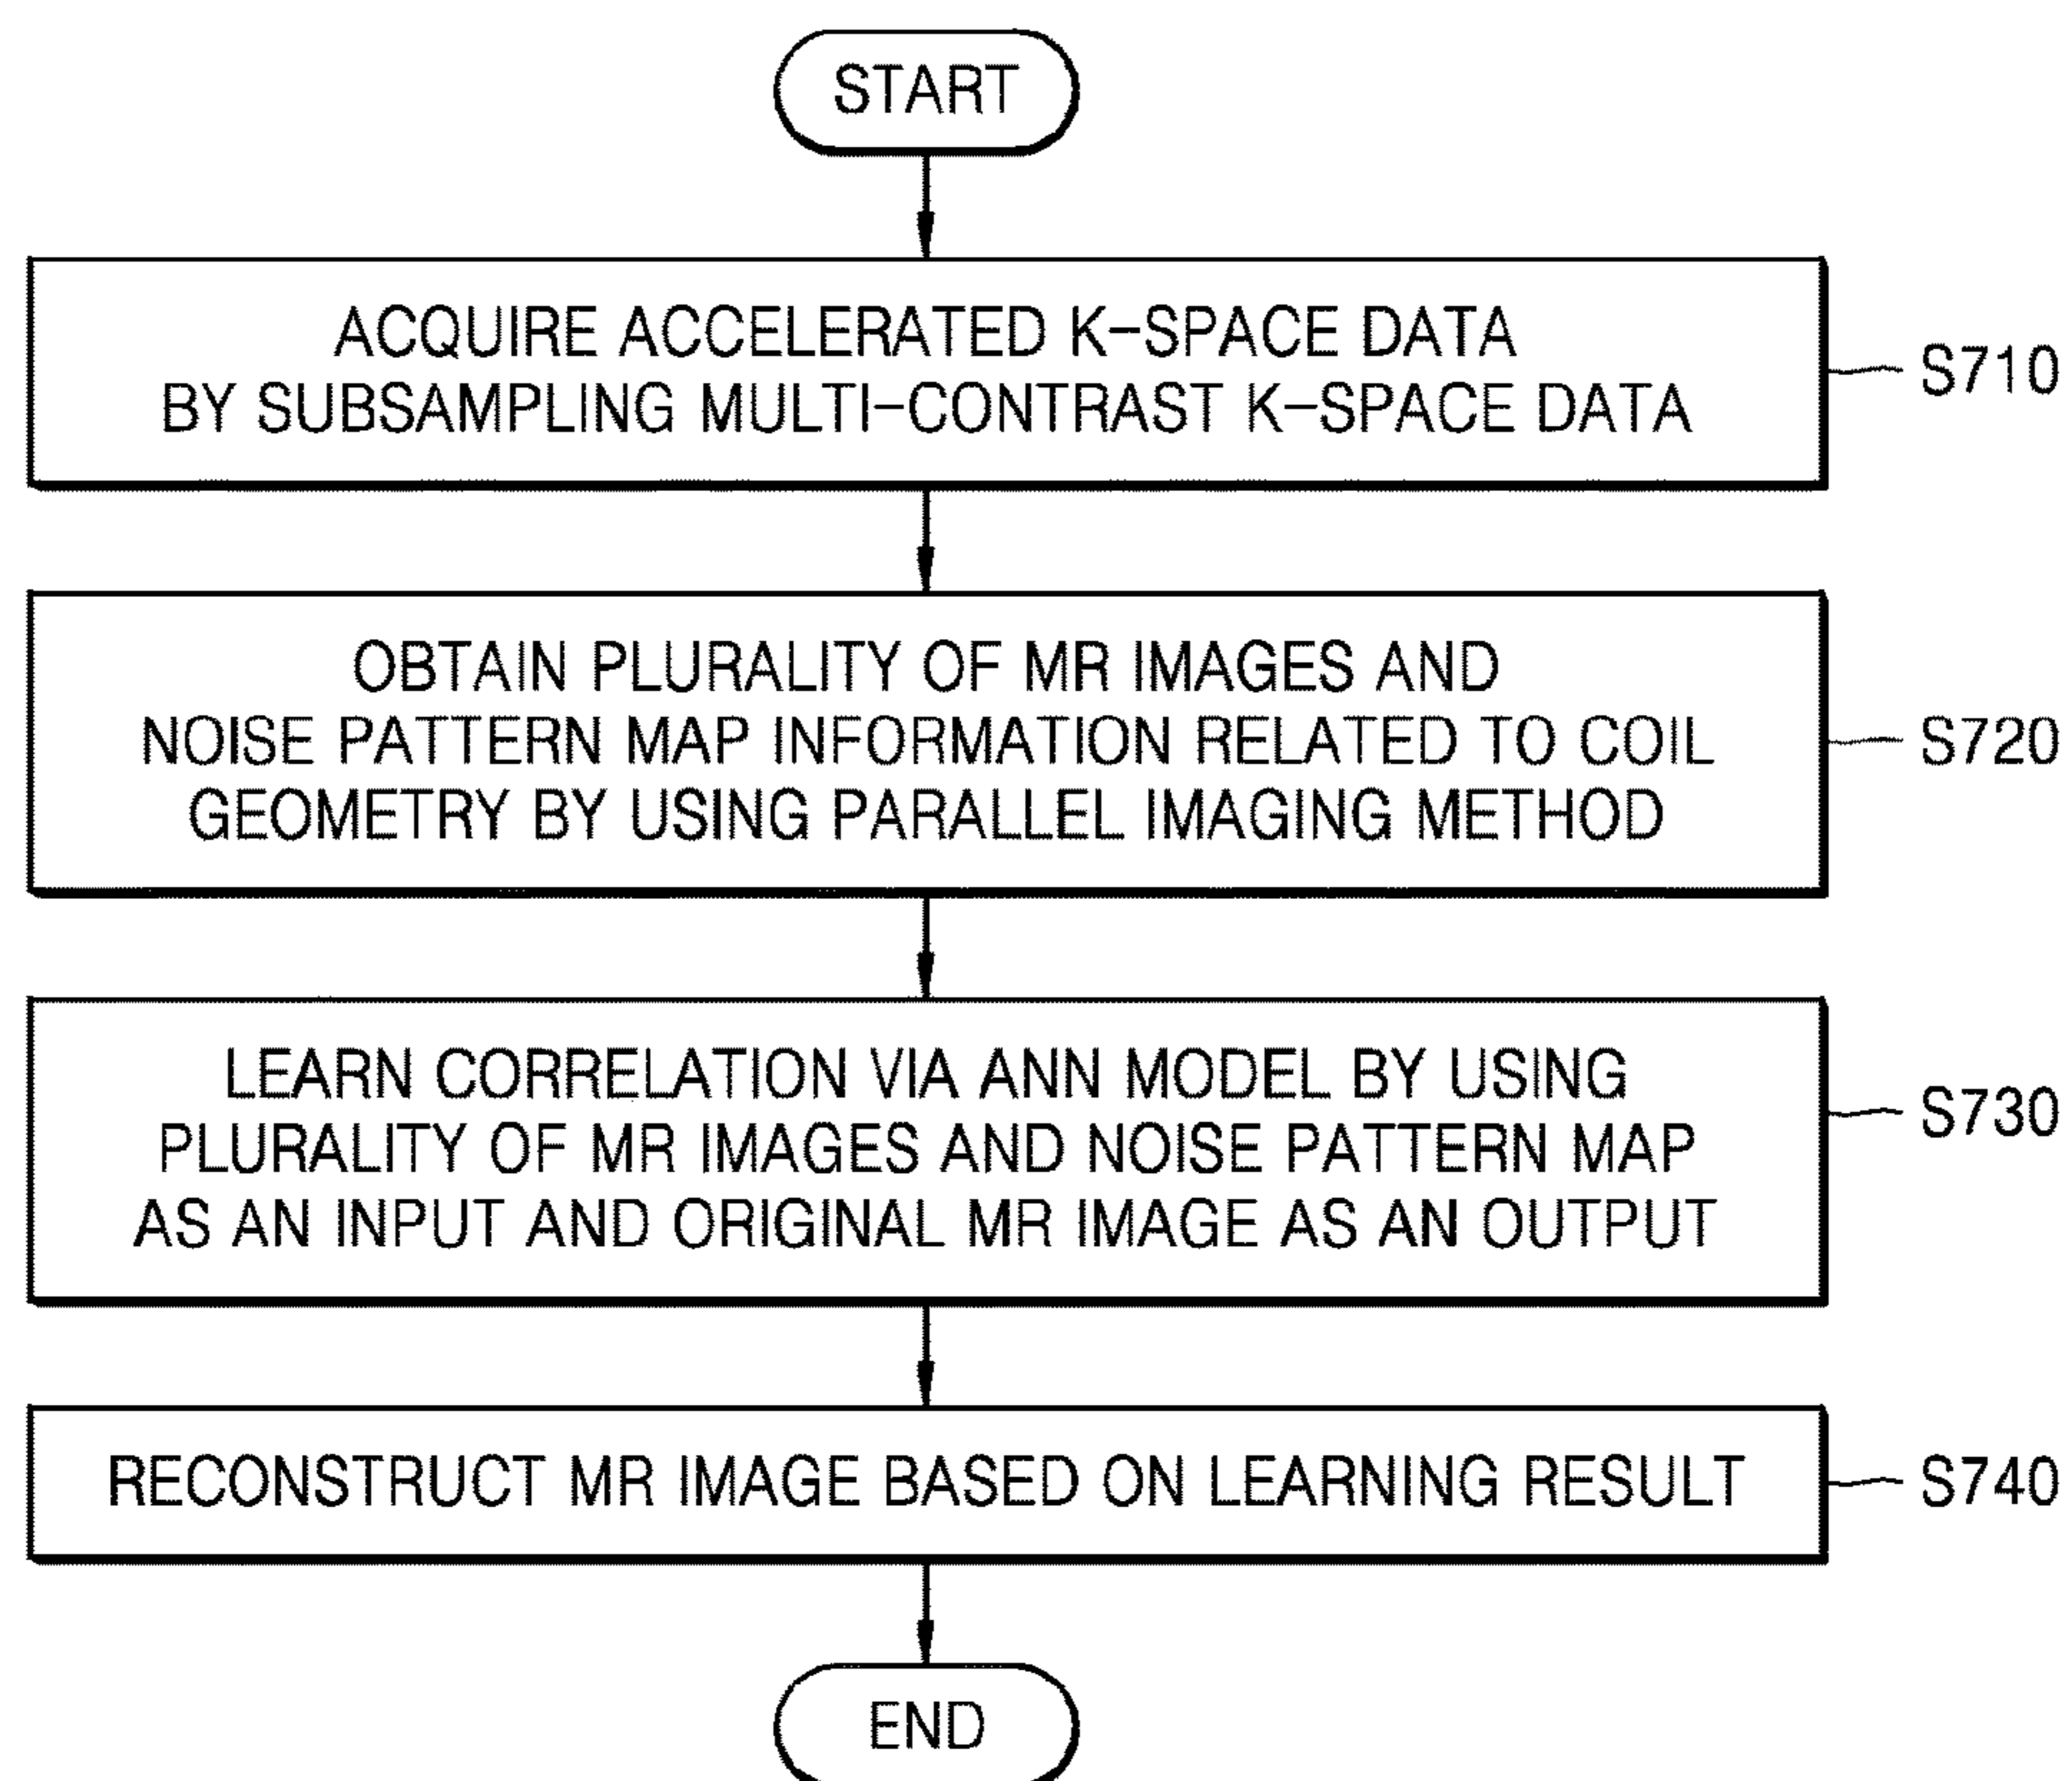 START
ACQUIRE ACCELERATED K-SPACE DATA
BY SUBSAMPLING MULTI-CONTRAST K-SPACE DATA
S710
OBTAIN PLURALITY OF MR IMAGES AND
NOISE PATTERN MAP INFORMATION RELATED TO COIL
GEOMETRY BY USING PARALLEL IMAGING METHOD
S720
LEARN CORRELATION VIA ANN MODEL BY USING
PLURALITY OF MR IMAGES AND NOISE PATTERN MAP
AS AN INPUT AND ORIGINAL MR IMAGE AS AN OUTPUT
S730
RECONSTRUCT MR IMAGE BASED ON LEARNING RESULT
S740
END